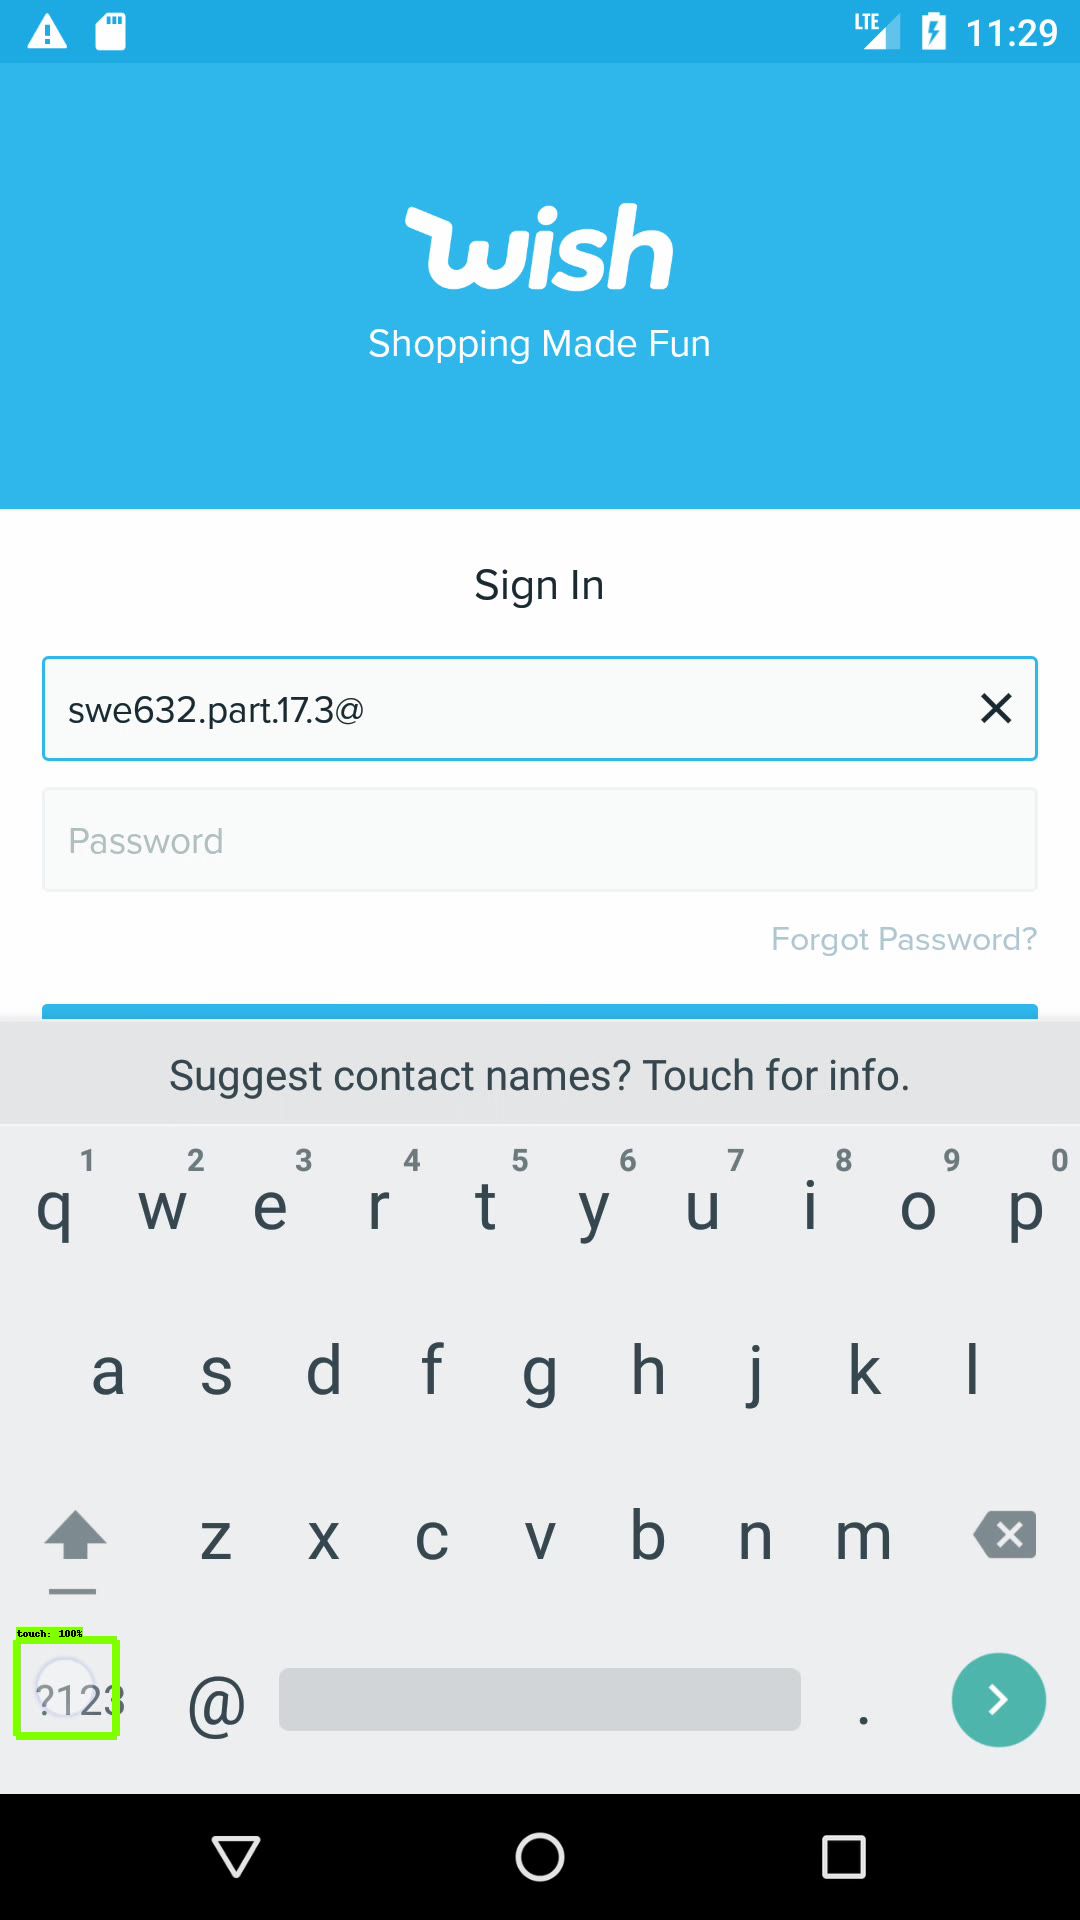 LTE 11:29
wish
Shopping Made Fun
Sign In
swe632.part.17.3@
Password
Forgot Password?
Suggest contact names? Touch for info.
1 2 3 4 5 6 7 8 9 0
q w e r t y u i o p
a s d f g h j k l
z x c v b n m
touch: 100%
?123 @ .